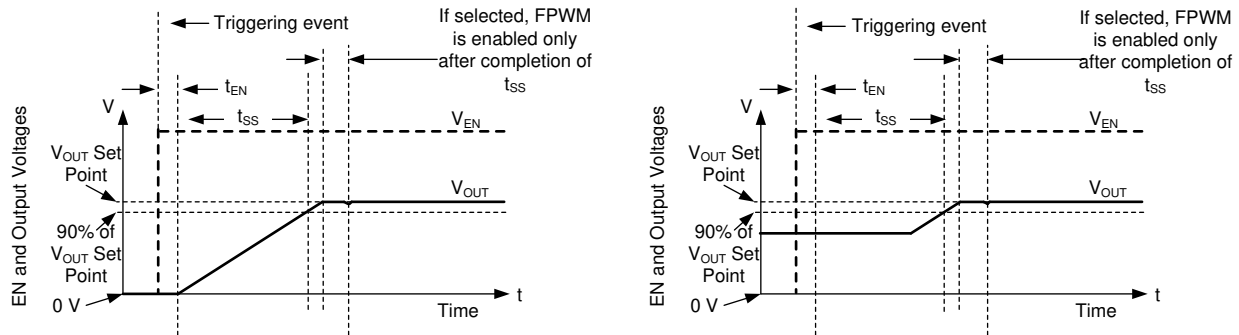 Triggering event
If selected, FPWM
is enabled only
after completion of
tSS
tEN
tSS
V
VEN
VOUT Set
Point
VOUT
90% of
VOUT Set
Point
0 V
t
Time
EN and Output Voltages
Triggering event
If selected, FPWM
is enabled only
after completion of
tSS
tEN
tSS
V
VEN
VOUT Set
Point
VOUT
90% of
VOUT Set
Point
0 V
t
Time
EN and Output Voltages